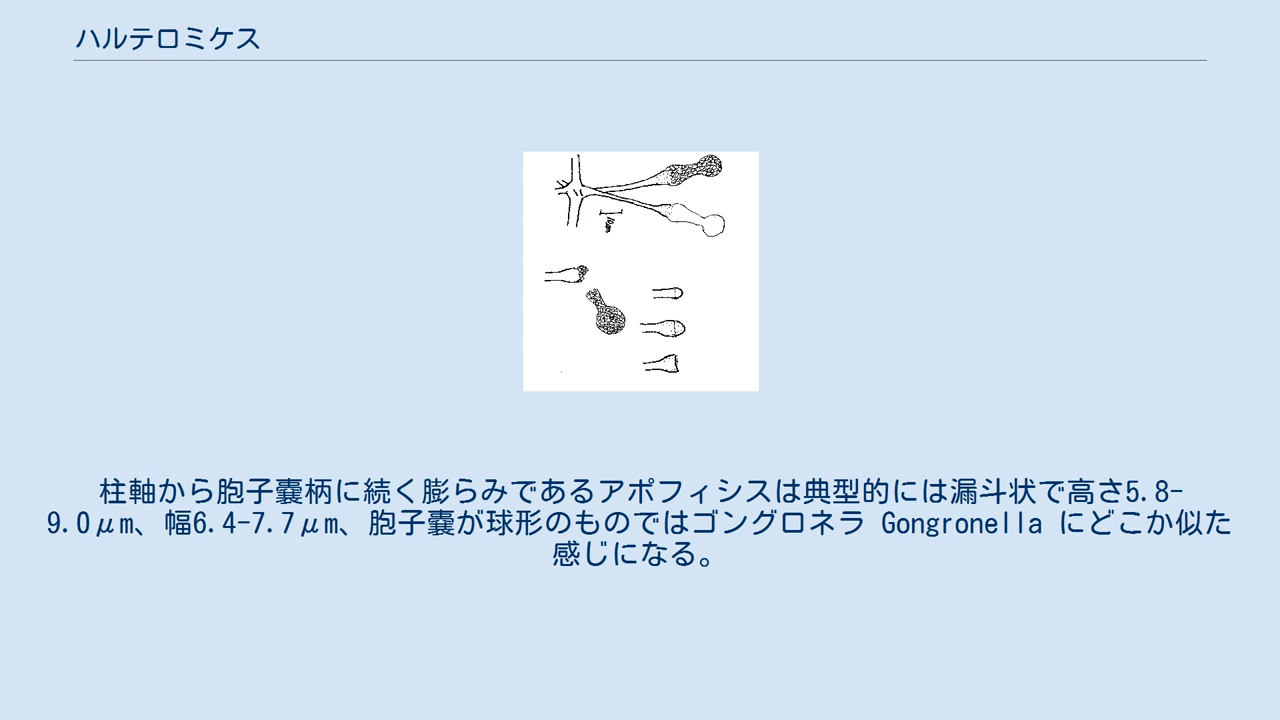 ハルテロミケス
10μm
柱軸から胞子嚢柄に続く膨らみであるアポフィシスは典型的には漏斗状で高さ5.8-
9.0μm、幅6.4-7.7μm、胞子嚢が球形のものではゴングロネラ Gongronella にどこか似た
感じになる。